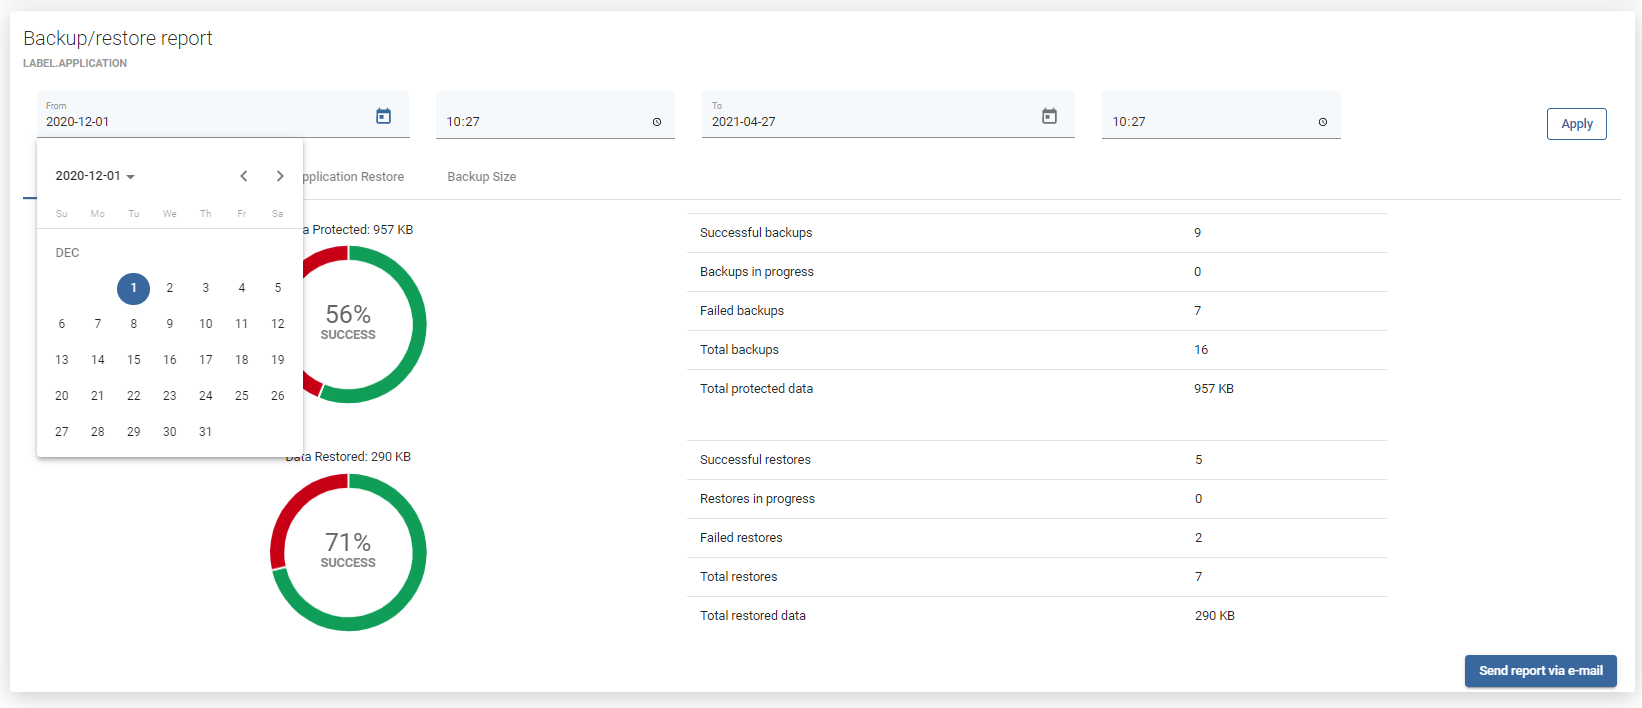 Backup/restore report
LABEL.APPLICATION
From
2020-12-01
10:27
To
2021-04-27
10:27
Apply
2020-12-01
Su Mo Tu We Th Fr Sa
DEC
1 2 3 4 5
6 7 8 9 10 11 12
13 14 15 16 17 18 19
20 21 22 23 24 25 26
27 28 29 30 31
pplication Restore
Backup Size
a Protected: 957 KB
56%
SUCCESS
Successful backups 9
Backups in progress 0
Failed backups 7
Total backups 16
Total protected data 957 KB
Data Restored: 290 KB
71%
SUCCESS
Successful restores 5
Restores in progress 0
Failed restores 2
Total restores 7
Total restored data 290 KB
Send report via e-mail